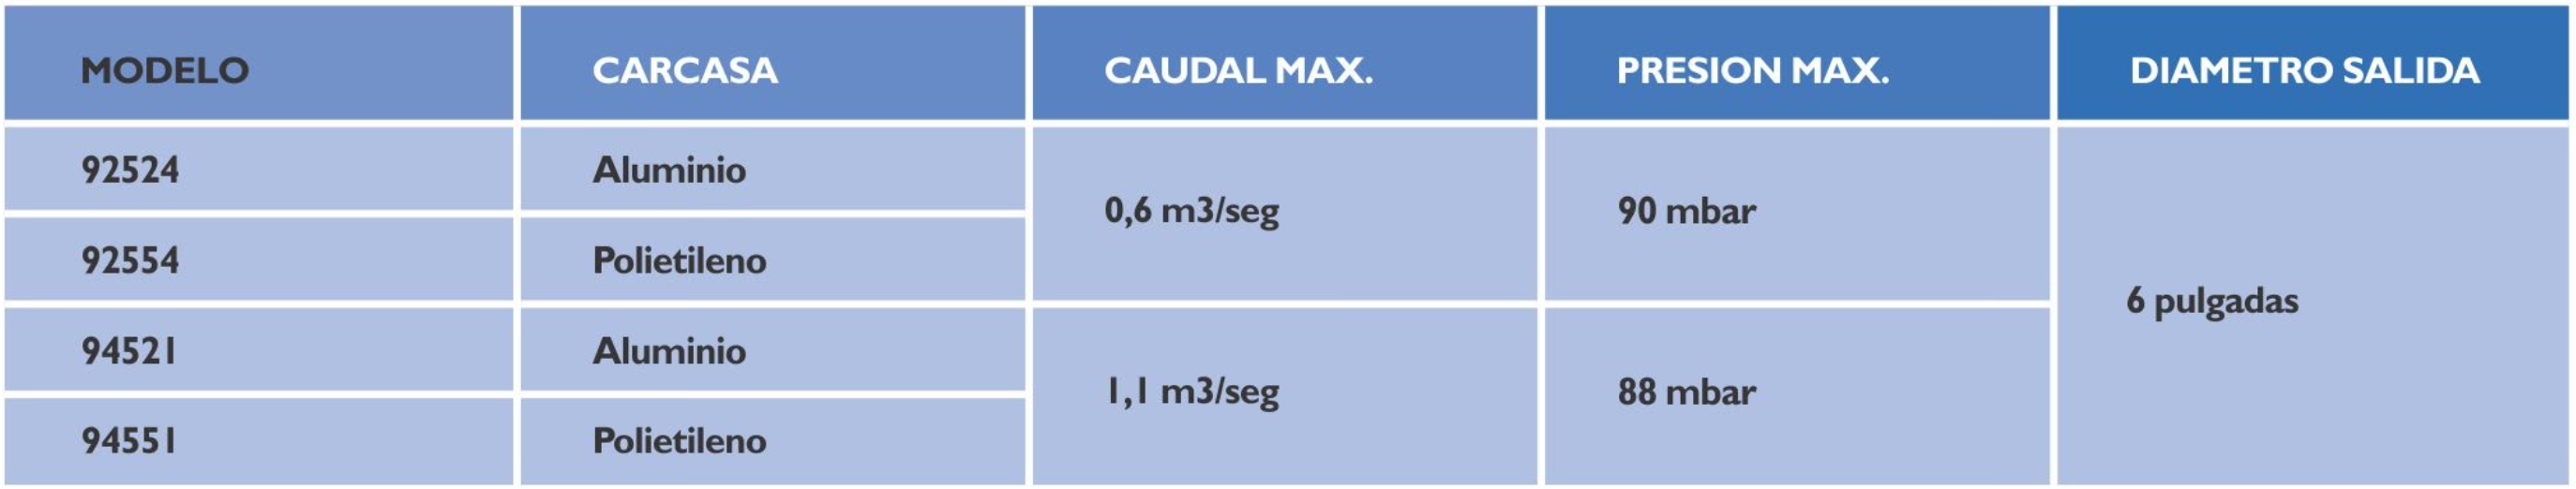 MODELO CARCASA CAUDAL MAX. PRESION MAX. DIAMETRO SALIDA
92524 Aluminio
0,6 m3/seg 90 mbar
92554 Polietileno
6 pulgadas
94521 Aluminio
1,1 m3/seg 88 mbar
94551 Polietileno